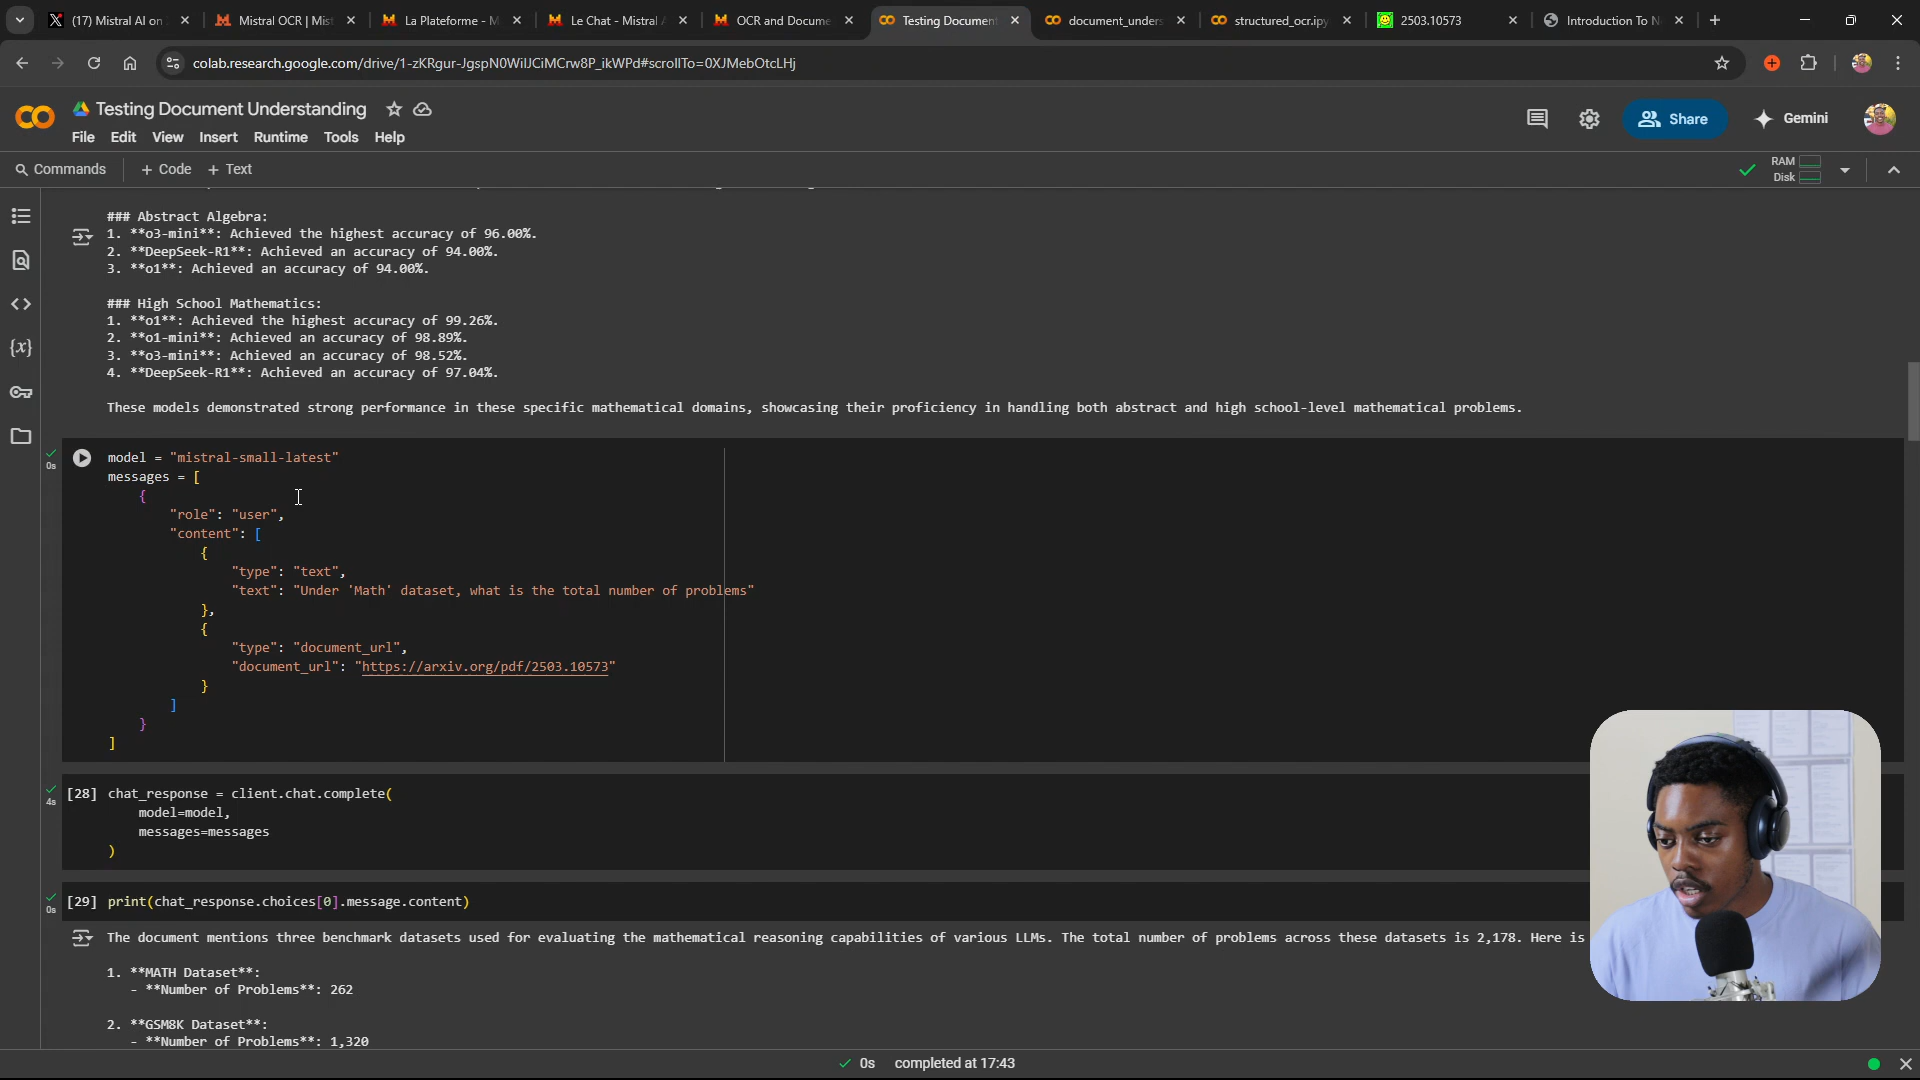 (17) Mistral AI on
Mistral OCR | Mis
La Plateforme - M
Le Chat - Mistral
OCR and Docume
Testing Document
document_unders
structured_ocr.ipy
2503.10573
Introduction To N
colab.research.google.com/drive/1-zKRgur-JgspN0WilJCiMCrw8P_ikWPd#scrollTo=0XJMebOtcLHj
Testing Document Understanding
Share
Gemini
File Edit View Insert Runtime Tools Help
Commands + Code + Text
RAM
Disk
### Abstract Algebra:
1. **o3-mini**: Achieved the highest accuracy of 96.00%.
2. **DeepSeek-R1**: Achieved an accuracy of 94.00%.
3. **o1**: Achieved an accuracy of 94.00%.
### High School Mathematics:
1. **o1**: Achieved the highest accuracy of 99.26%.
2. **o1-mini**: Achieved an accuracy of 98.89%.
3. **o3-mini**: Achieved an accuracy of 98.52%.
4. **DeepSeek-R1**: Achieved an accuracy of 97.04%.
These models demonstrated strong performance in these specific mathematical domains, showcasing their proficiency in handling both abstract and high school-level mathematical problems.
0s
model = "mistral-small-latest"
messages = [
{
"role": "user",
"content": [
{
"type": "text",
"text": "Under 'Math' dataset, what is the total number of problems"
},
{
"type": "document_url",
"document_url": "https://arxiv.org/pdf/2503.10573"
}
]
}
]
4s
[28] chat_response = client.chat.complete(
model=model,
messages=messages
)
0s
[29] print(chat_response.choices[0].message.content)
The document mentions three benchmark datasets used for evaluating the mathematical reasoning capabilities of various LLMs. The total number of problems across these datasets is 2,178. Here is
1. **MATH Dataset**:
- **Number of Problems**: 262
2. **GSM8K Dataset**:
- **Number of Problems**: 1,320
0s completed at 17:43